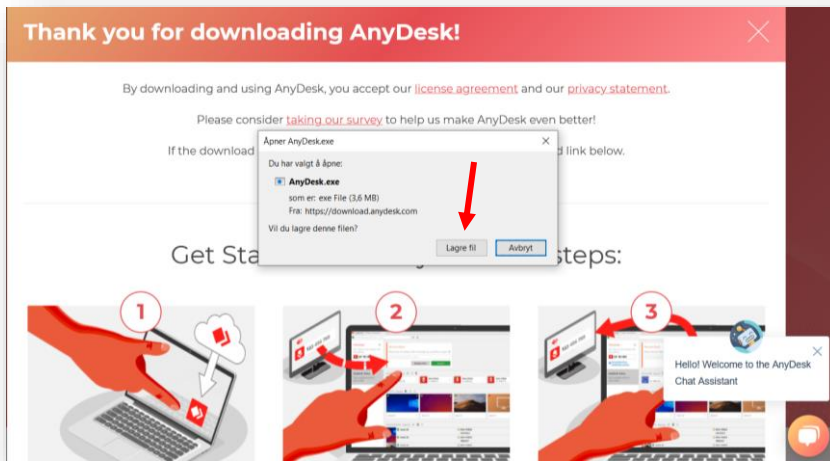 Thank you for downloading AnyDesk!
By downloading and using AnyDesk, you accept our license agreement and our privacy statement.
Please consider taking our survey to help us make AnyDesk even better!
If the download
d link below.
Åpner AnyDesk.exe
Du har valgt å åpne:
AnyDesk.exe
som er: exe File (3,6 MB)
Fra: https://download.anydesk.com
Vil du lagre denne filen?
Lagre fil
Avbryt
Get Sta
steps:
1
2
3
Hello! Welcome to the AnyDesk
Chat Assistant